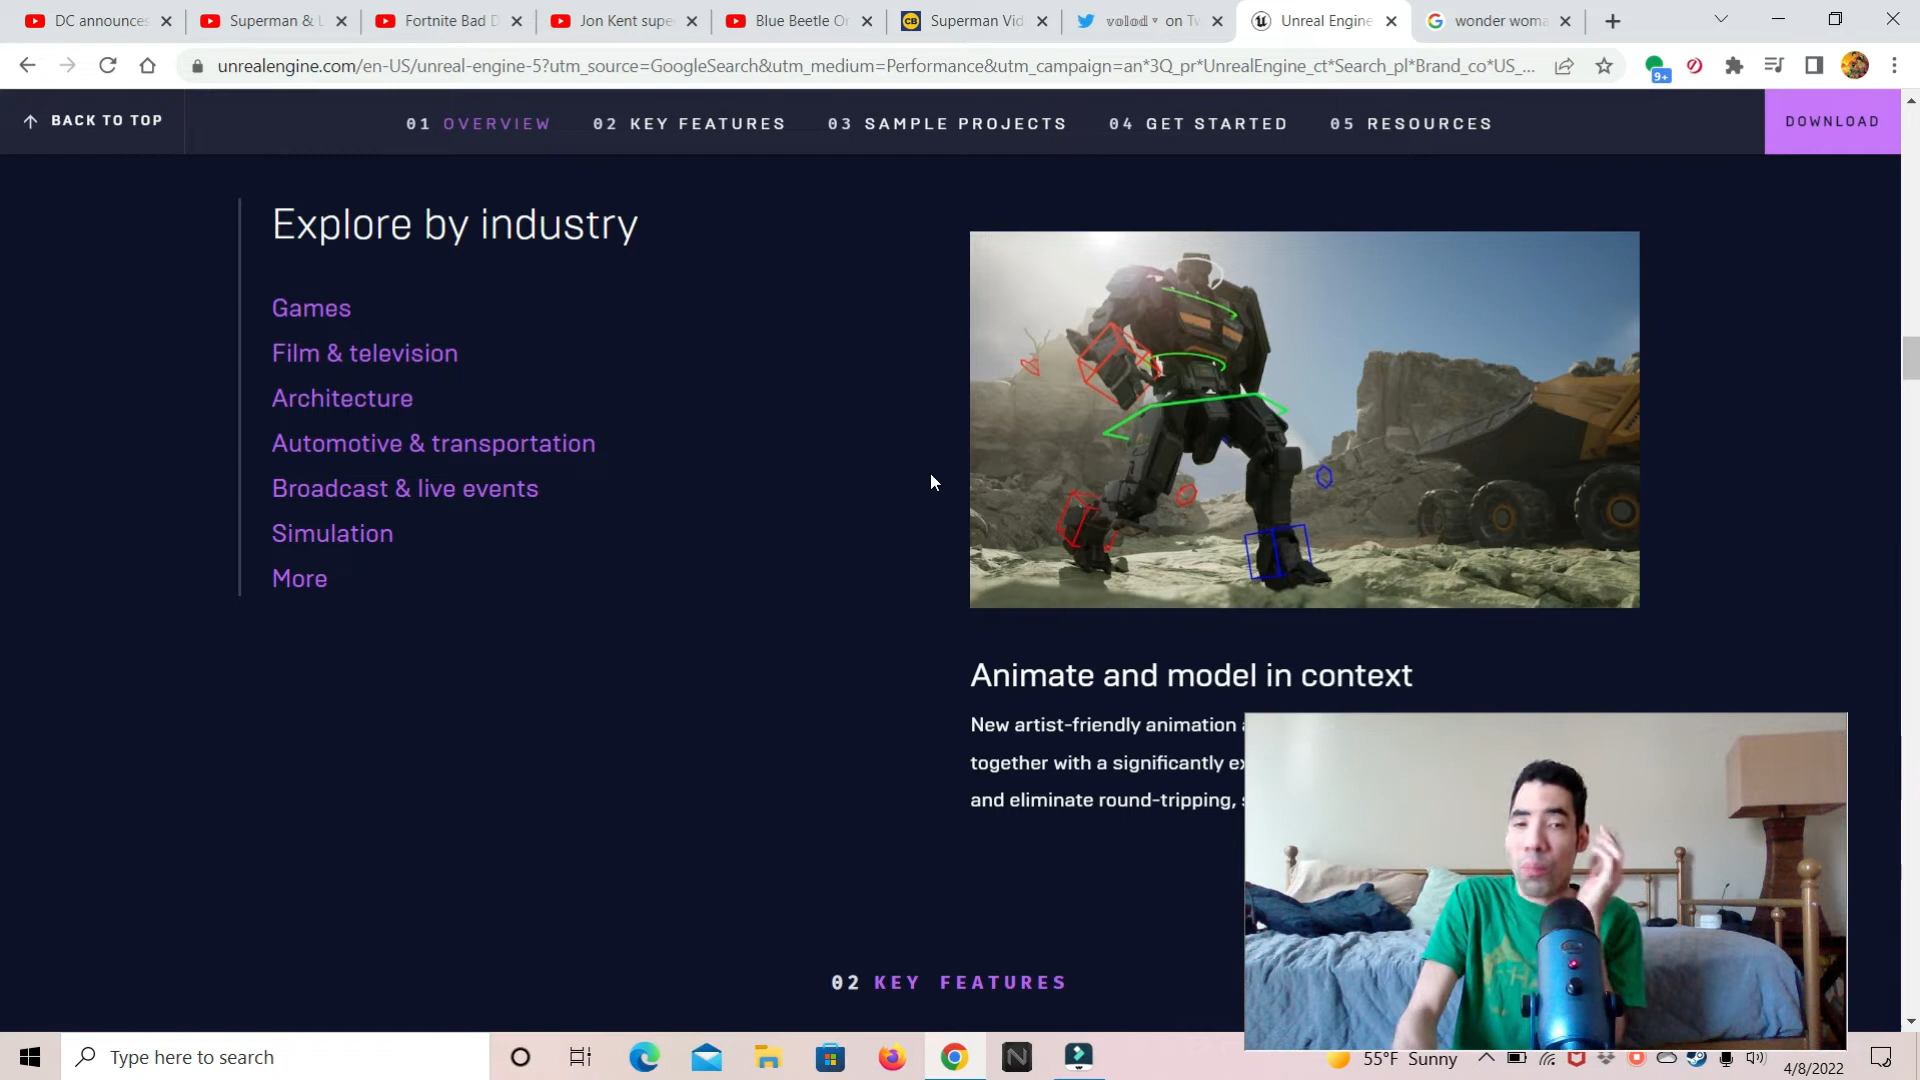 DC announces
Superman & L
Fortnite Bad D
Jon Kent supe
Blue Beetle Or
CB Superman Vid
𝕧𝕠𝕝𝕠𝕕 on Tw
Unreal Engine
wonder woma
unrealengine.com/en-US/unreal-engine-5?utm_source=GoogleSearch&utm_medium=Performance&utm_campaign=an*3Q_pr*UnrealEngine_ct*Search_pl*Brand_co*US_...
9+
BACK TO TOP
01 OVERVIEW
02 KEY FEATURES
03 SAMPLE PROJECTS
04 GET STARTED
05 RESOURCES
DOWNLOAD
Explore by industry
Games
Film & television
Architecture
Automotive & transportation
Broadcast & live events
Simulation
More
Animate and model in context
New artist-friendly animation
together with a significantly ex
and eliminate round-tripping,
02 KEY FEATURES
Type here to search
N
55°F Sunny
4/8/2022